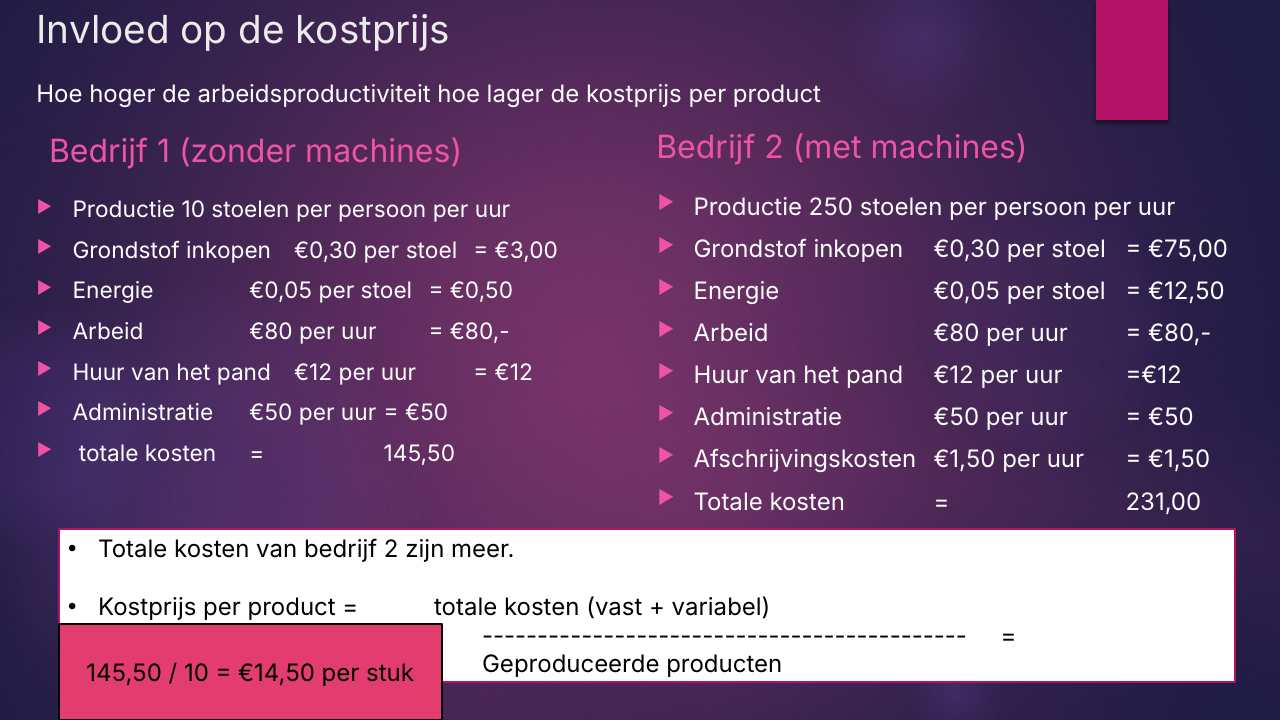 Invloed op de kostprijs
Hoe hoger de arbeidsproductiviteit hoe lager de kostprijs per product
Bedrijf 1 (zonder machines)
Productie 10 stoelen per persoon per uur
Grondstof inkopen €0,30 per stoel = €3,00
Energie €0,05 per stoel = €0,50
Arbeid €80 per uur = €80,-
Huur van het pand €12 per uur = €12
Administratie €50 per uur = €50
totale kosten = 145,50
Bedrijf 2 (met machines)
Productie 250 stoelen per persoon per uur
Grondstof inkopen €0,30 per stoel = €75,00
Energie €0,05 per stoel = €12,50
Arbeid €80 per uur = €80,-
Huur van het pand €12 per uur =€12
Administratie €50 per uur = €50
Afschrijvingskosten €1,50 per uur = €1,50
Totale kosten = 231,00
• Totale kosten van bedrijf 2 zijn meer.
• Kostprijs per product = totale kosten (vast + variabel)
-------------------------------------------- =
Geproduceerde producten
145,50 / 10 = €14,50 per stuk